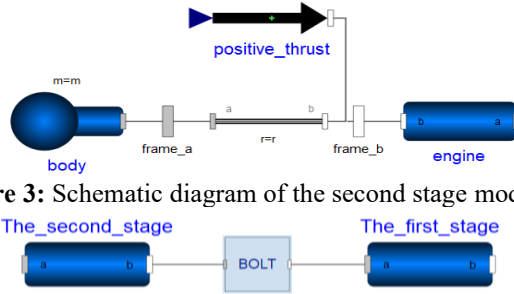 positive_thrust
m=m
a b
b a
frame_a
r=r
frame_b
body
engine
re 3: Schematic diagram of the second stage mod
The_second_stage
The_first_stage
a b
BOLT
a b